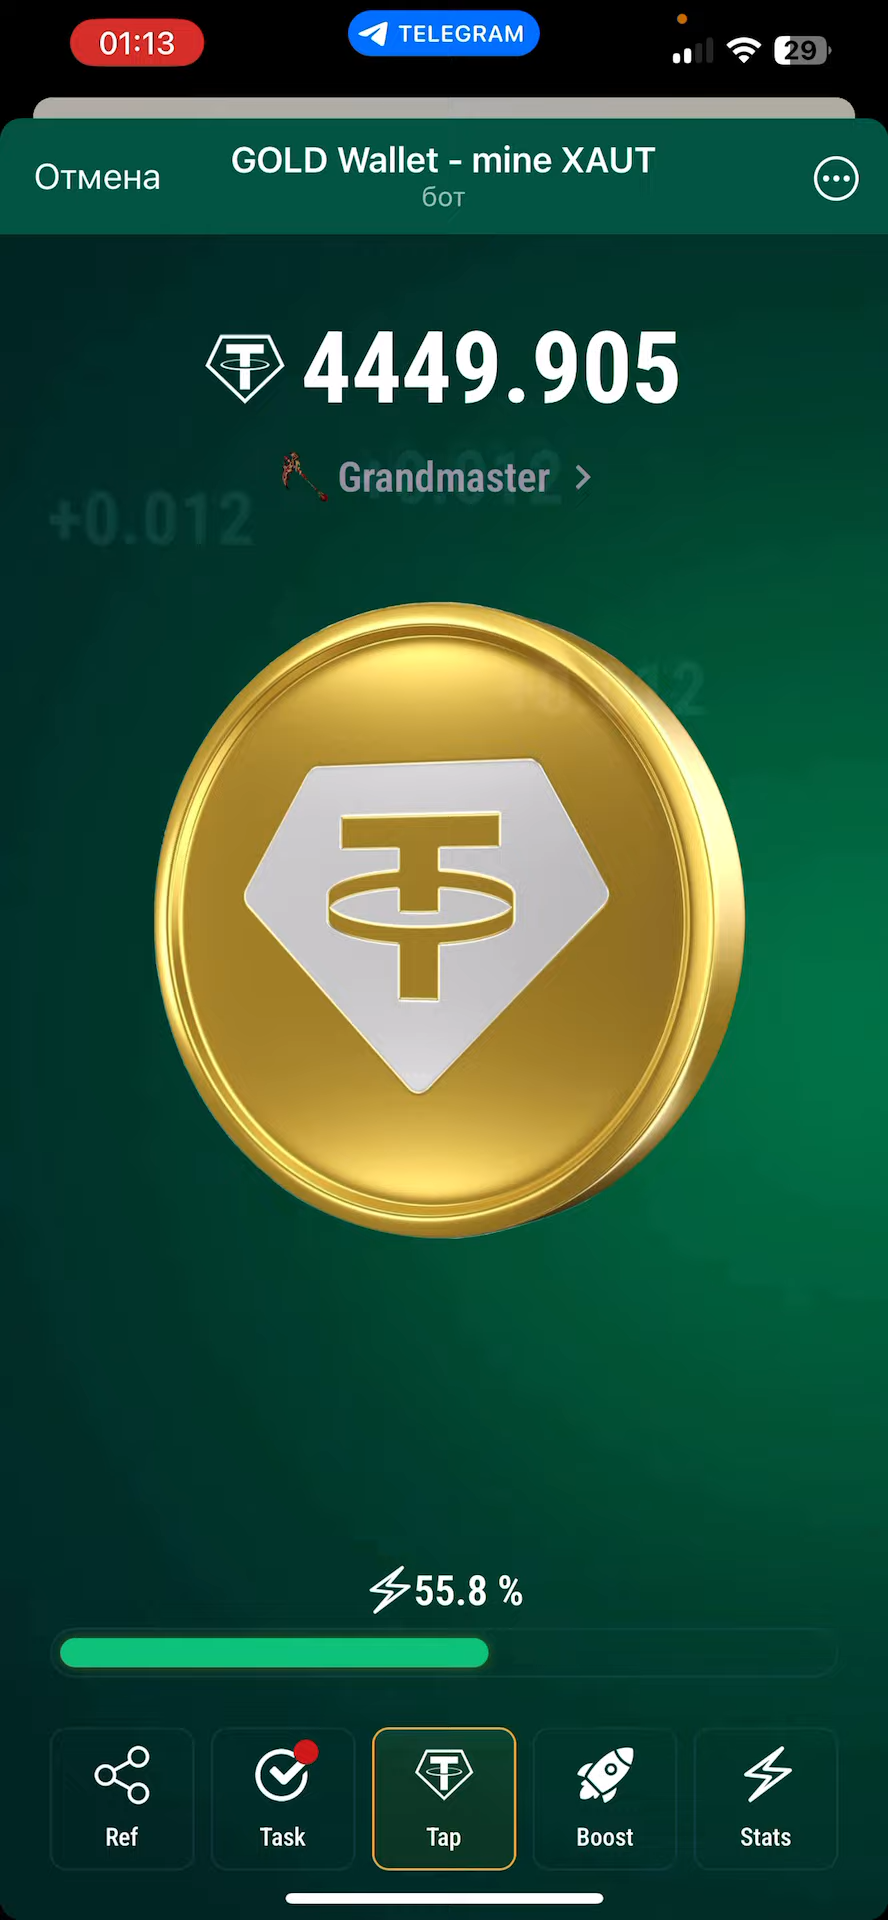 01:13
TELEGRAM
29
Отмена
GOLD Wallet - mine XAUT
бот
4449.905
Grandmaster
+0.012
55.8 %
Ref
Task
Tap
Boost
Stats